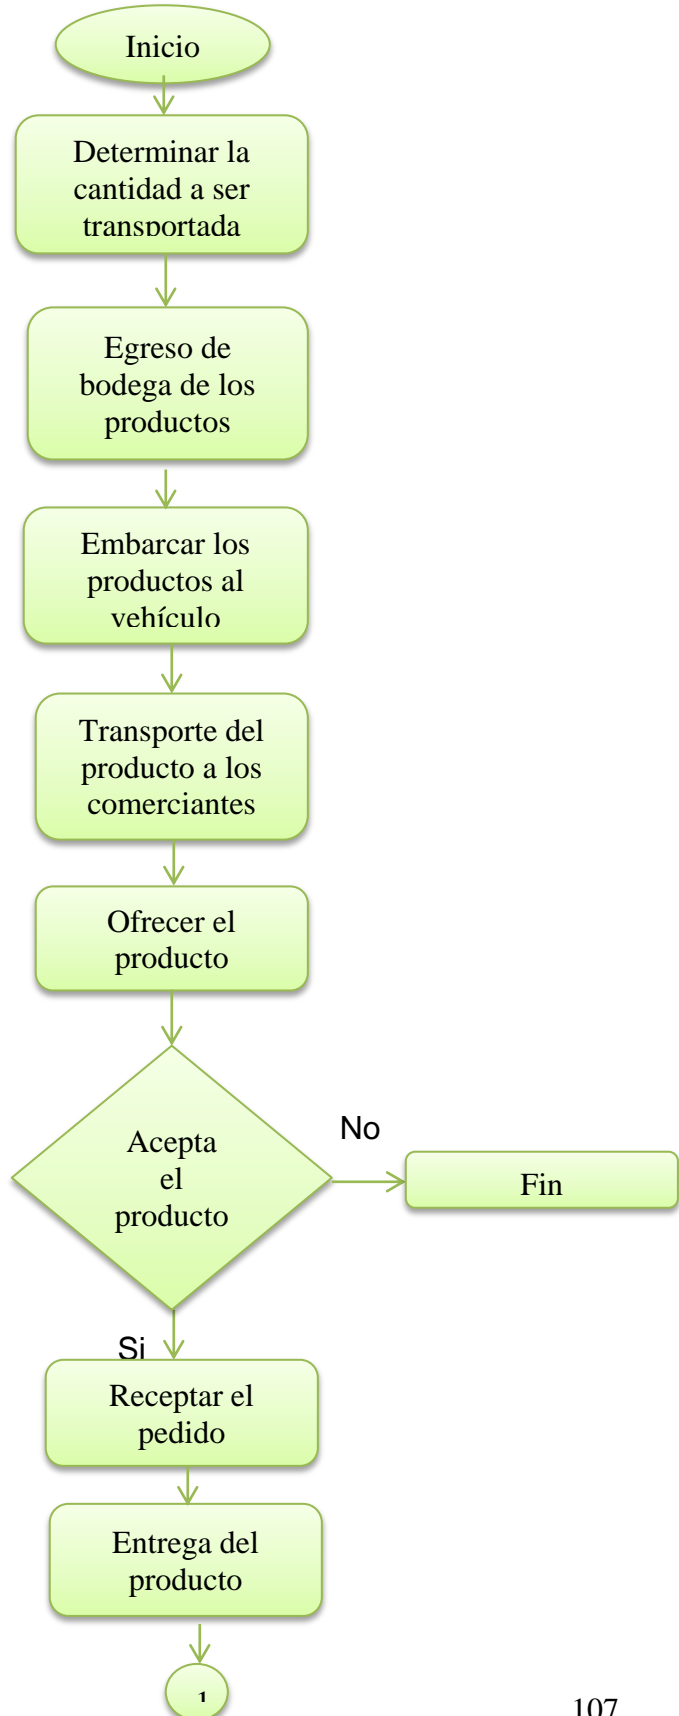 Inicio
Determinar la
cantidad a ser
transportada
Egreso de
bodega de los
productos
Embarcar los
productos al
vehículo
Transporte del
producto a los
comerciantes
Ofrecer el
producto
Acepta
el
producto
No
Fin
Si
Receptar el
pedido
Entrega del
producto
1
107